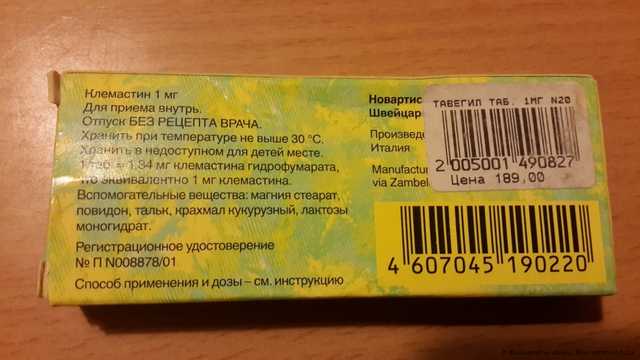 Клемастин 1 мг
Для приема внутрь.
Отпуск БЕЗ РЕЦЕПТА ВРАЧА.
Хранить при температуре не выше 30 °С.
Хранить в недоступном для детей месте.
1 таб. = 1,34 мг клемастина гидрофумарата,
что эквивалентно 1 мг клемастина.
Вспомогательные вещества: магния стеарат,
повидон, тальк, крахмал кукурузный, лактозы
моногидрат.
Регистрационное удостоверение
№ П N008878/01
Способ применения и дозы – см. инструкцию
Новартис
Швейцар
Произведе
Италия
Manufactur
via Zambel
ТАВЕГИЛ ТАБ. 1МГ N20
2 005001 490827
Цена 189,00
4 607045 190220